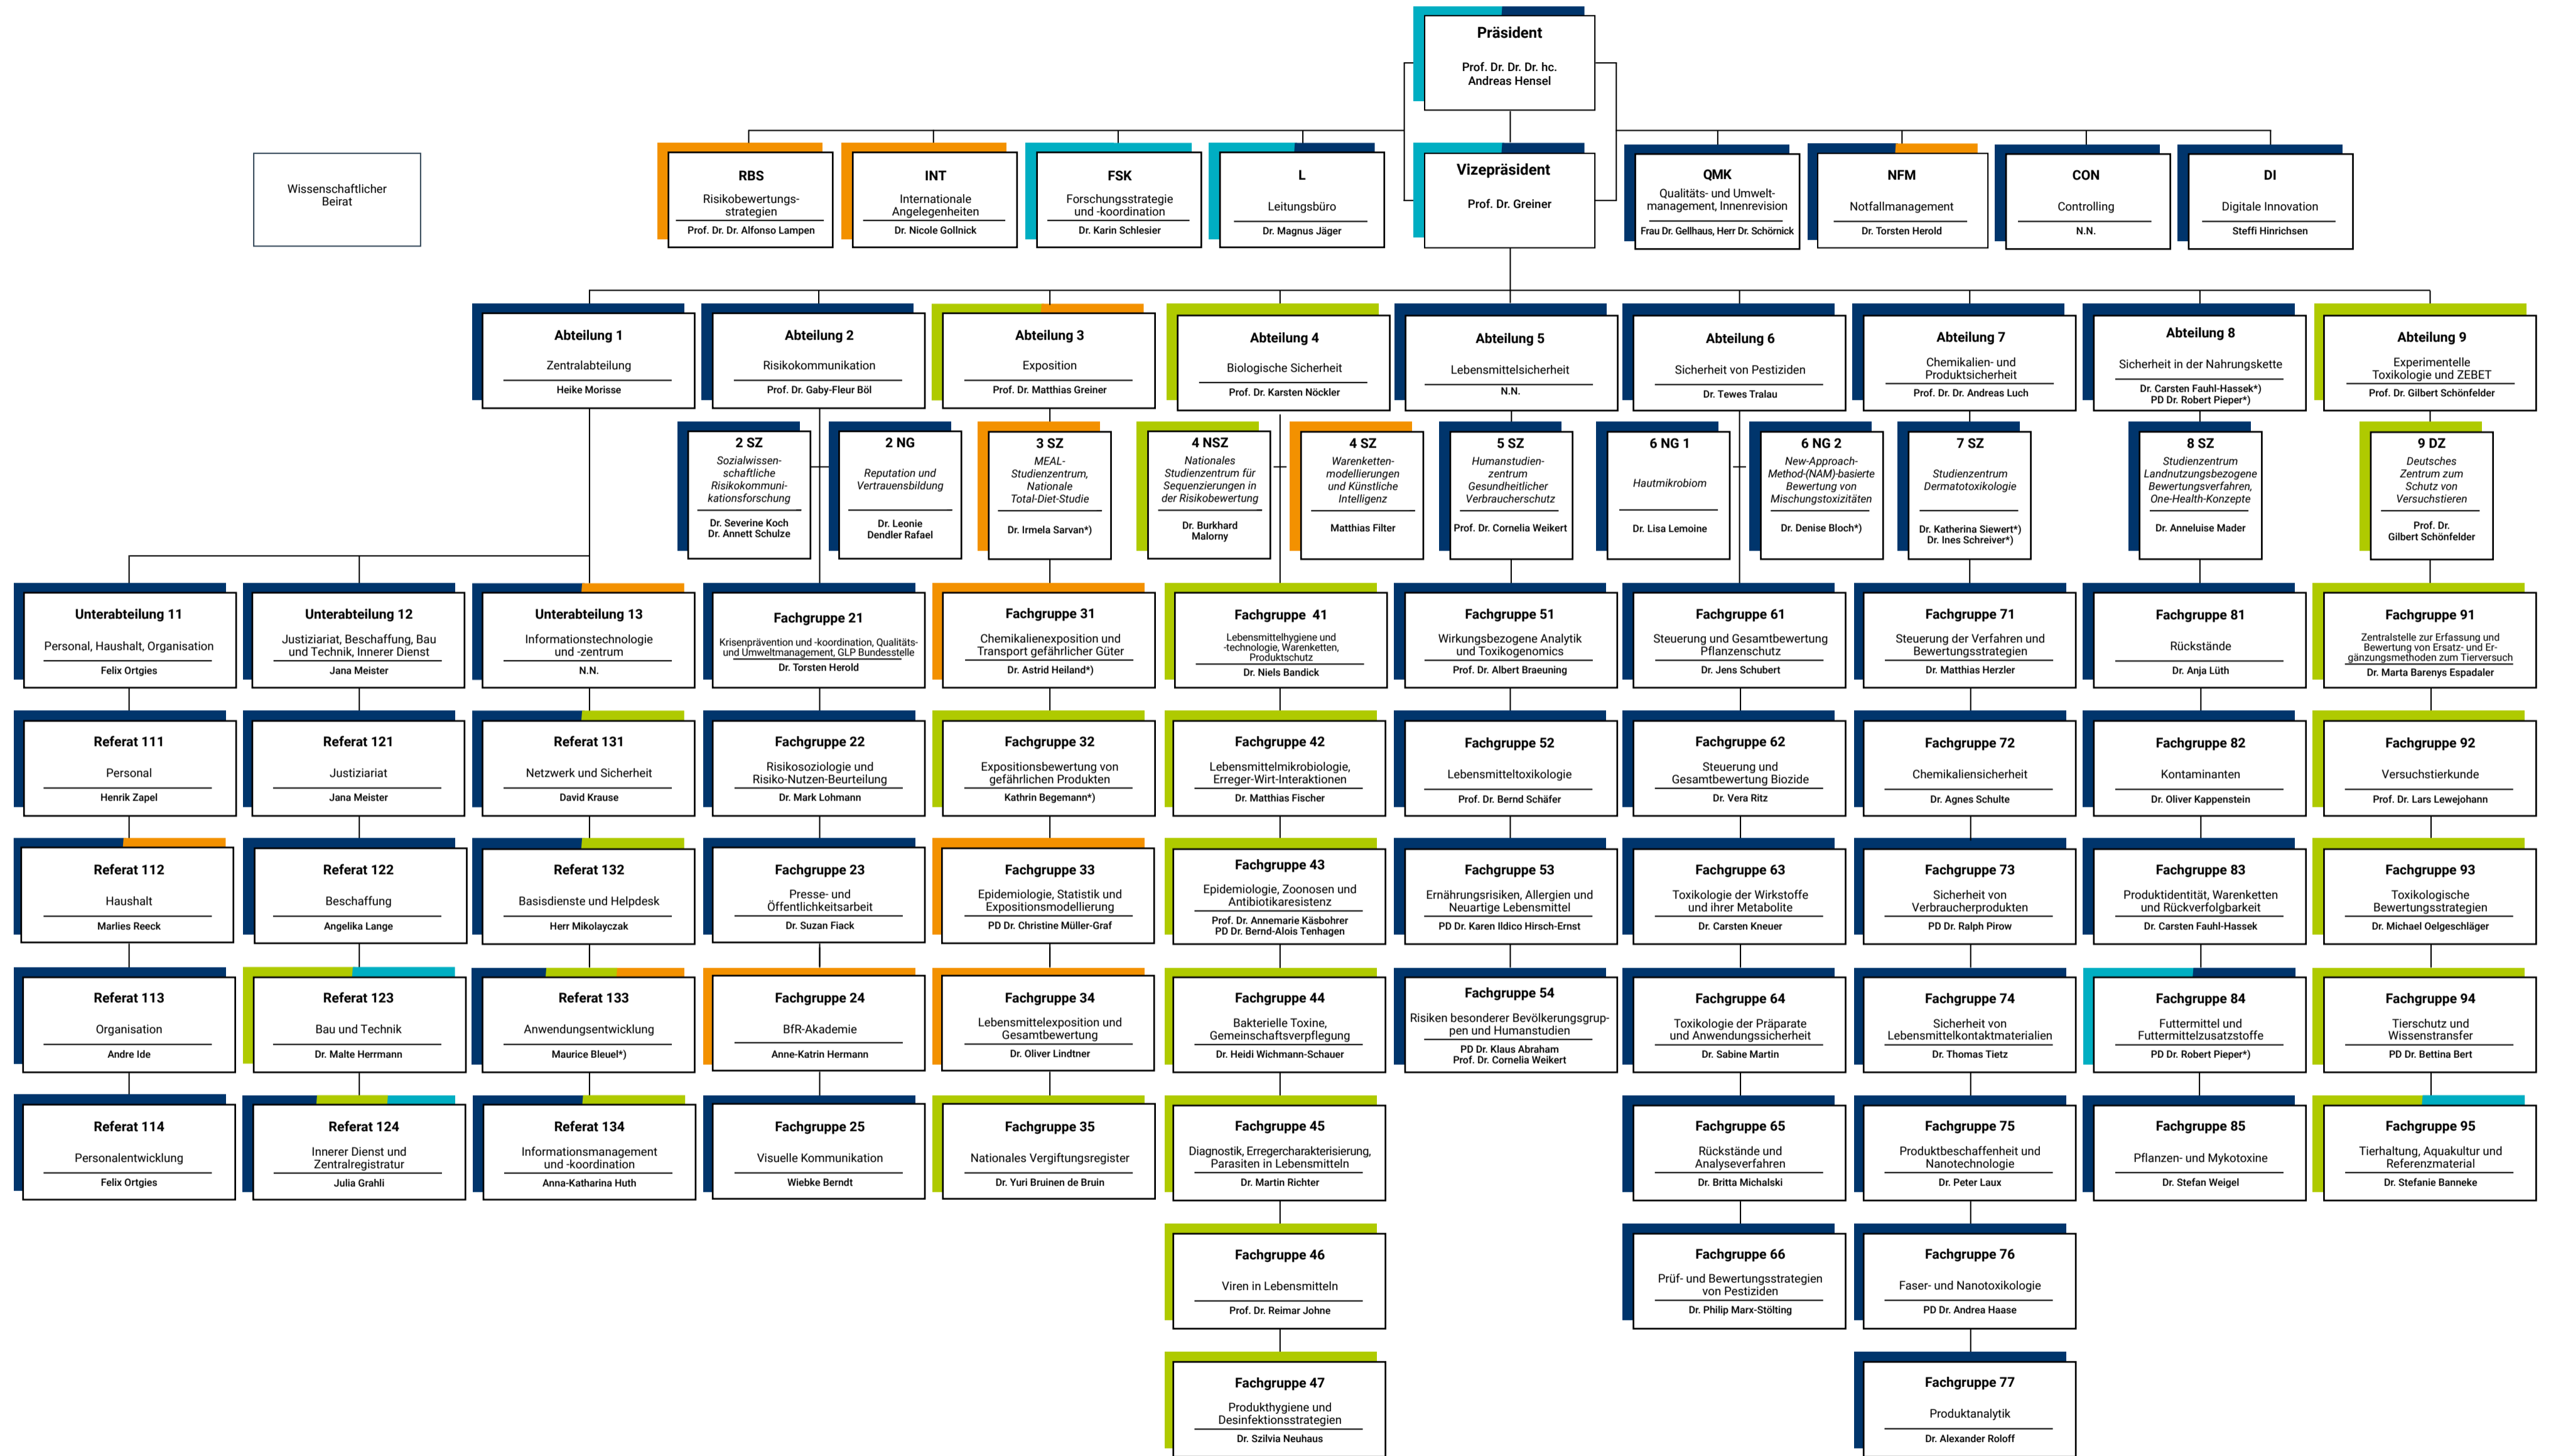 Präsident
Prof. Dr. Dr. Dr. hc.
Andreas Hensel
Wissenschaftlicher
Beirat
RBS
Risikobewertungs-
strategien
Prof. Dr. Dr. Alfonso Lampen
INT
Internationale
Angelegenheiten
Dr. Nicole Gollnick
FSK
Forschungsstrategie
und -koordination
Dr. Karin Schlesier
L
Leitungsbüro
Dr. Magnus Jäger
Vizepräsident
Prof. Dr. Greiner
QMK
Qualitäts- und Umwelt-
management, Innenrevision
Frau Dr. Gellhaus, Herr Dr. Schörnick
NFM
Notfallmanagement
Dr. Torsten Herold
CON
Controlling
N.N.
DI
Digitale Innovation
Steffi Hinrichsen
Abteilung 1
Zentralabteilung
Heike Morisse
Abteilung 2
Risikokommunikation
Prof. Dr. Gaby-Fleur Böl
Abteilung 3
Exposition
Prof. Dr. Matthias Greiner
Abteilung 4
Biologische Sicherheit
Prof. Dr. Karsten Nöckler
Abteilung 5
Lebensmittelsicherheit
N.N.
Abteilung 6
Sicherheit von Pestiziden
Dr. Tewes Tralau
Abteilung 7
Chemikalien- und
Produktsicherheit
Prof. Dr. Dr. Andreas Luch
Abteilung 8
Sicherheit in der Nahrungskette
Dr. Carsten Fauhl-Hassek*)
PD Dr. Robert Pieper*)
Abteilung 9
Experimentelle
Toxikologie und ZEBET
Prof. Dr. Gilbert Schönfelder
2 SZ
Sozialwissen-
schaftliche
Risikokommuni-
kationsforschung
Dr. Severine Koch
Dr. Annett Schulze
2 NG
Reputation und
Vertrauensbildung
Dr. Leonie
Dendler Rafael
3 SZ
MEAL-
Studienzentrum,
Nationale
Total-Diet-Studie
Dr. Irmela Sarvan*)
4 NSZ
Nationales
Studienzentrum für
Sequenzierungen in
der Risikobewertung
Dr. Burkhard
Malorny
4 SZ
Warenketten-
modellierungen
und Künstliche
Intelligenz
Matthias Filter
5 SZ
Humanstudien-
zentrum
Gesundheitlicher
Verbraucherschutz
Prof. Dr. Cornelia Weikert
6 NG 1
Hautmikrobiom
Dr. Lisa Lemoine
6 NG 2
New-Approach-
Method-(NAM)-basierte
Bewertung von
Mischungstoxizitäten
Dr. Denise Bloch*)
7 SZ
Studienzentrum
Dermatotoxikologie
Dr. Katherina Siewert*)
Dr. Ines Schreiver*)
8 SZ
Studienzentrum
Landnutzungsbezogene
Bewertungsverfahren,
One-Health-Konzepte
Dr. Anneluise Mader
9 DZ
Deutsches
Zentrum zum
Schutz von
Versuchstieren
Prof. Dr.
Gilbert Schönfelder
Unterabteilung 11
Personal, Haushalt, Organisation
Felix Ortgies
Unterabteilung 12
Justiziariat, Beschaffung, Bau
und Technik, Innerer Dienst
Jana Meister
Unterabteilung 13
Informationstechnologie
und -zentrum
N.N.
Fachgruppe 21
Krisenprävention und -koordination, Qualitäts-
und Umweltmanagement, GLP Bundesstelle
Dr. Torsten Herold
Fachgruppe 31
Chemikalienexposition und
Transport gefährlicher Güter
Dr. Astrid Heiland*)
Fachgruppe 41
Lebensmittelhygiene und
-technologie, Warenketten,
Produktschutz
Dr. Niels Bandick
Fachgruppe 51
Wirkungsbezogene Analytik
und Toxikogenomics
Prof. Dr. Albert Braeuning
Fachgruppe 61
Steuerung und Gesamtbewertung
Pflanzenschutz
Dr. Jens Schubert
Fachgruppe 71
Steuerung der Verfahren und
Bewertungsstrategien
Dr. Matthias Herzler
Fachgruppe 81
Rückstände
Dr. Anja Lüth
Fachgruppe 91
Zentralstelle zur Erfassung und
Bewertung von Ersatz- und Er-
gänzungsmethoden zum Tierversuch
Dr. Marta Barenys Espadaler
Referat 111
Personal
Henrik Zapel
Referat 121
Justiziariat
Jana Meister
Referat 131
Netzwerk und Sicherheit
David Krause
Fachgruppe 22
Risikosoziologie und
Risiko-Nutzen-Beurteilung
Dr. Mark Lohmann
Fachgruppe 32
Expositionsbewertung von
gefährlichen Produkten
Kathrin Begemann*)
Fachgruppe 42
Lebensmittelmikrobiologie,
Erreger-Wirt-Interaktionen
Dr. Matthias Fischer
Fachgruppe 52
Lebensmitteltoxikologie
Prof. Dr. Bernd Schäfer
Fachgruppe 62
Steuerung und
Gesamtbewertung Biozide
Dr. Vera Ritz
Fachgruppe 72
Chemikaliensicherheit
Dr. Agnes Schulte
Fachgruppe 82
Kontaminanten
Dr. Oliver Kappenstein
Fachgruppe 92
Versuchstierkunde
Prof. Dr. Lars Lewejohann
Referat 112
Haushalt
Marlies Reeck
Referat 122
Beschaffung
Angelika Lange
Referat 132
Basisdienste und Helpdesk
Herr Mikolayczak
Fachgruppe 23
Presse- und
Öffentlichkeitsarbeit
Dr. Suzan Fiack
Fachgruppe 33
Epidemiologie, Statistik und
Expositionsmodellierung
PD Dr. Christine Müller-Graf
Fachgruppe 43
Epidemiologie, Zoonosen und
Antibiotikaresistenz
Prof. Dr. Annemarie Käsbohrer
PD Dr. Bernd-Alois Tenhagen
Fachgruppe 53
Ernährungsrisiken, Allergien und
Neuartige Lebensmittel
PD Dr. Karen Ildico Hirsch-Ernst
Fachgruppe 63
Toxikologie der Wirkstoffe
und ihrer Metabolite
Dr. Carsten Kneuer
Fachgruppe 73
Sicherheit von
Verbraucherprodukten
PD Dr. Ralph Pirow
Fachgruppe 83
Produktidentität, Warenketten
und Rückverfolgbarkeit
Dr. Carsten Fauhl-Hassek
Fachgruppe 93
Toxikologische
Bewertungsstrategien
Dr. Michael Oelgeschläger
Referat 113
Organisation
Andre Ide
Referat 123
Bau und Technik
Dr. Malte Herrmann
Referat 133
Anwendungsentwicklung
Maurice Bleuel*)
Fachgruppe 24
BfR-Akademie
Anne-Katrin Hermann
Fachgruppe 34
Lebensmittelexposition und
Gesamtbewertung
Dr. Oliver Lindtner
Fachgruppe 44
Bakterielle Toxine,
Gemeinschaftsverpflegung
Dr. Heidi Wichmann-Schauer
Fachgruppe 54
Risiken besonderer Bevölkerungsgrup-
pen und Humanstudien
PD Dr. Klaus Abraham
Prof. Dr. Cornelia Weikert
Fachgruppe 64
Toxikologie der Präparate
und Anwendungssicherheit
Dr. Sabine Martin
Fachgruppe 74
Sicherheit von
Lebensmittelkontaktmaterialien
Dr. Thomas Tietz
Fachgruppe 84
Futtermittel und
Futtermittelzusatzstoffe
PD Dr. Robert Pieper*)
Fachgruppe 94
Tierschutz und
Wissenstransfer
PD Dr. Bettina Bert
Referat 114
Personalentwicklung
Felix Ortgies
Referat 124
Innerer Dienst und
Zentralregistratur
Julia Grahli
Referat 134
Informationsmanagement
und -koordination
Anna-Katharina Huth
Fachgruppe 25
Visuelle Kommunikation
Wiebke Berndt
Fachgruppe 35
Nationales Vergiftungsregister
Dr. Yuri Bruinen de Bruin
Fachgruppe 45
Diagnostik, Erregercharakterisierung,
Parasiten in Lebensmitteln
Dr. Martin Richter
Fachgruppe 65
Rückstände und
Analyseverfahren
Dr. Britta Michalski
Fachgruppe 75
Produktbeschaffenheit und
Nanotechnologie
Dr. Peter Laux
Fachgruppe 85
Pflanzen- und Mykotoxine
Dr. Stefan Weigel
Fachgruppe 95
Tierhaltung, Aquakultur und
Referenzmaterial
Dr. Stefanie Banneke
Fachgruppe 46
Viren in Lebensmitteln
Prof. Dr. Reimar Johne
Fachgruppe 66
Prüf- und Bewertungsstrategien
von Pestiziden
Dr. Philip Marx-Stölting
Fachgruppe 76
Faser- und Nanotoxikologie
PD Dr. Andrea Haase
Fachgruppe 47
Produkthygiene und
Desinfektionsstrategien
Dr. Szilvia Neuhaus
Fachgruppe 77
Produktanalytik
Dr. Alexander Roloff